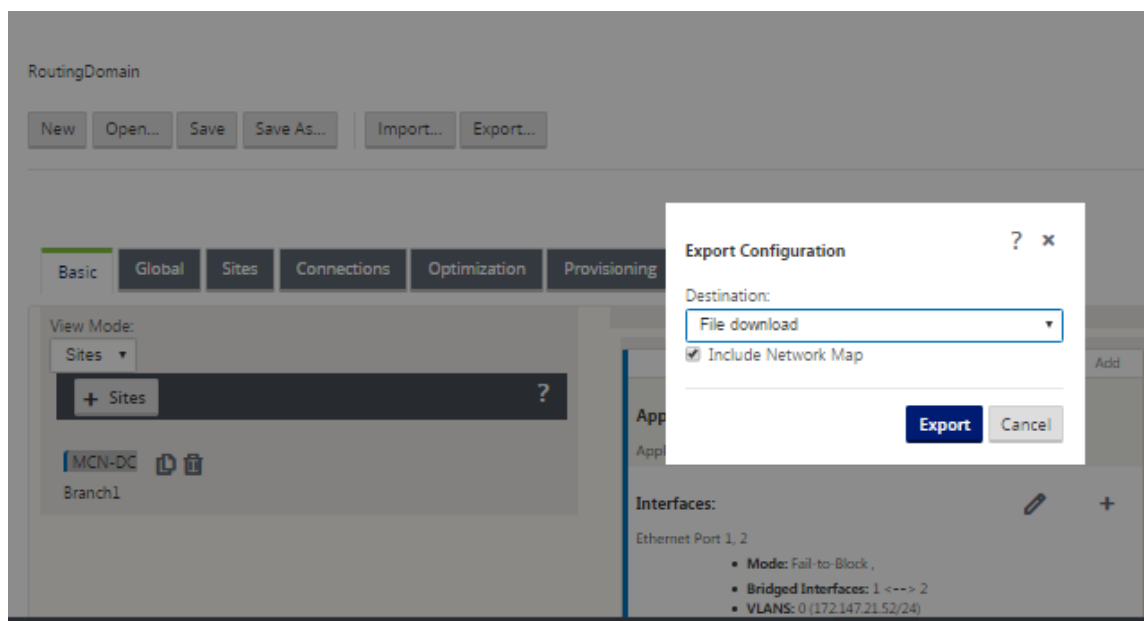 RoutingDomain
New Open... Save Save As... Import... Export...
Basic Global Sites Connections Optimization Provisioning
Export Configuration ? ×
Destination:
File download
Include Network Map
Export Cancel
View Mode:
Sites
+ Sites ?
MCN-DC
Branch1
Add
App
Appl
Interfaces: +
Ethernet Port 1, 2
• Mode: Fail-to-Block ,
• Bridged Interfaces: 1 <--> 2
• VLANS: 0 (172.147.21.52/24)